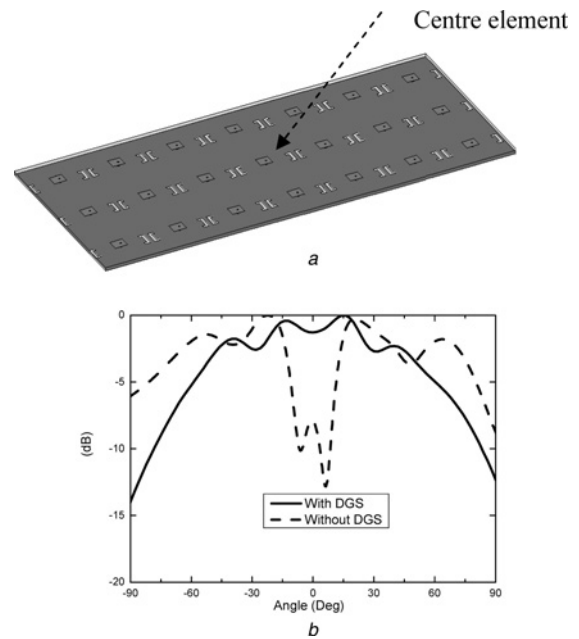 Centre element
a
0
-5
-10
-15
-20
(dB)
With DGS
Without DGS
-90
-60
-30
0
30
60
90
Angle (Deg)
b